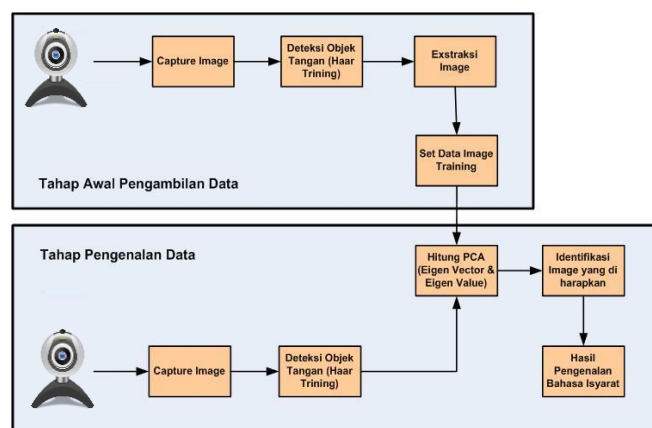 Capture Image
Deteksi Objek
Tangan (Haar
Trining)
Exstraksi
Image
Set Data Image
Training
Tahap Awal Pengambilan Data
Tahap Pengenalan Data
Hitung PCA
(Eigen Vector &
Eigen Value)
Identifikasi
Image yang di
harapkan
Capture Image
Deteksi Objek
Tangan (Haar
Trining)
Hasil
Pengenalan
Bahasa Isyarat